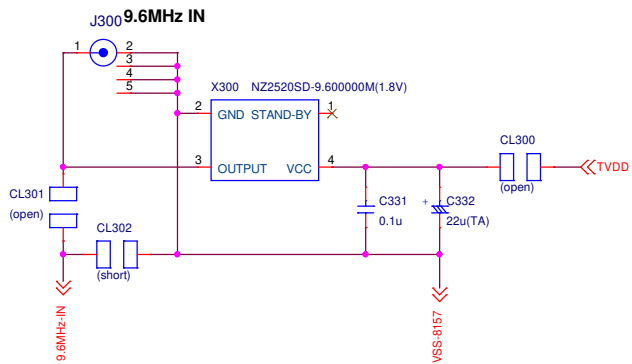 J300 9.6MHz IN
1
2
3
4
5
X300 NZ2520SD-9.600000M(1.8V)
2 GND STAND-BY 1
3 OUTPUT VCC 4
CL300
(open)
TVDD
CL301
(open)
C331
0.1u
+ C332
22u(TA)
CL302
(short)
9.6MHz-IN
VSS-8157